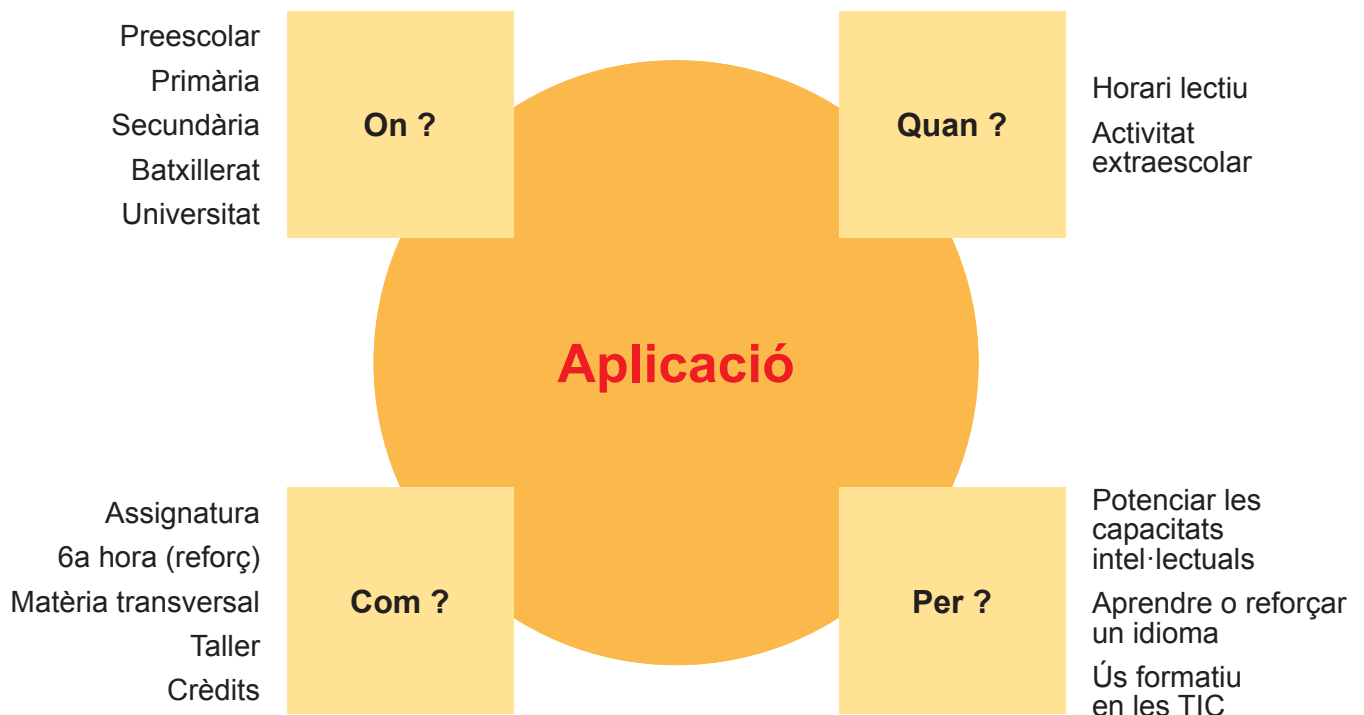 Preescolar
Primària
Secundària
Batxillerat
Universitat
On ?
Quan ?
Horari lectiu
Activitat
extraescolar
Aplicació
Assignatura
6a hora (reforç)
Matèria transversal
Taller
Crèdits
Com ?
Per ?
Potenciar les
capacitats
intel·lectuals
Aprendre o reforçar
un idioma
Ús formatiu
en les TIC